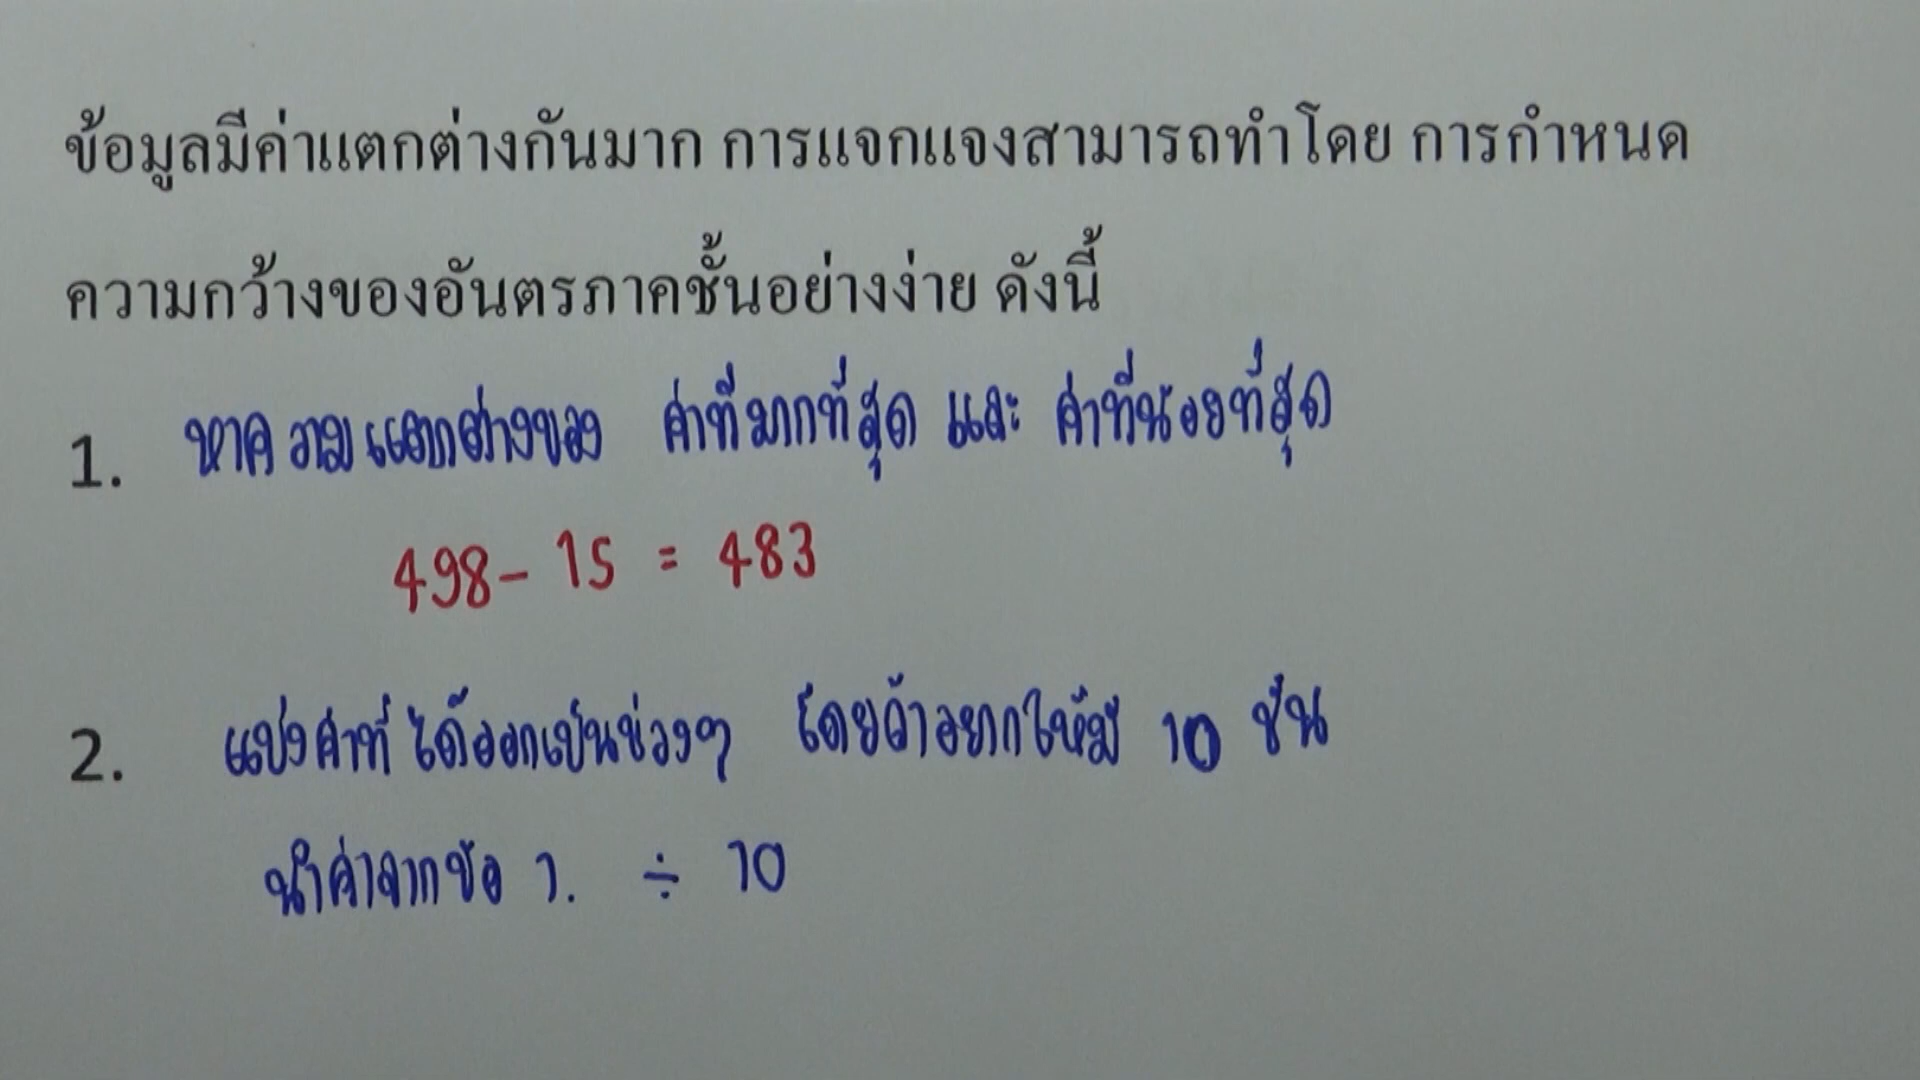 ข้อมูลมีค่าแตกต่างกันมาก การแจกแจงสามารถทำโดย การกำหนด
ความกว้างของอันตรภาคชั้นอย่างง่าย ดังนี้
1. หาความแตกต่างของ ค่าที่มากที่สุด และ ค่าที่น้อยที่สุด
498 - 15 = 483
2. แบ่งค่าที่ได้ออกเป็นช่วงๆ โดยถ้าอยากให้มี 10 ชั้น
นำค่าจากข้อ 1. ÷ 10